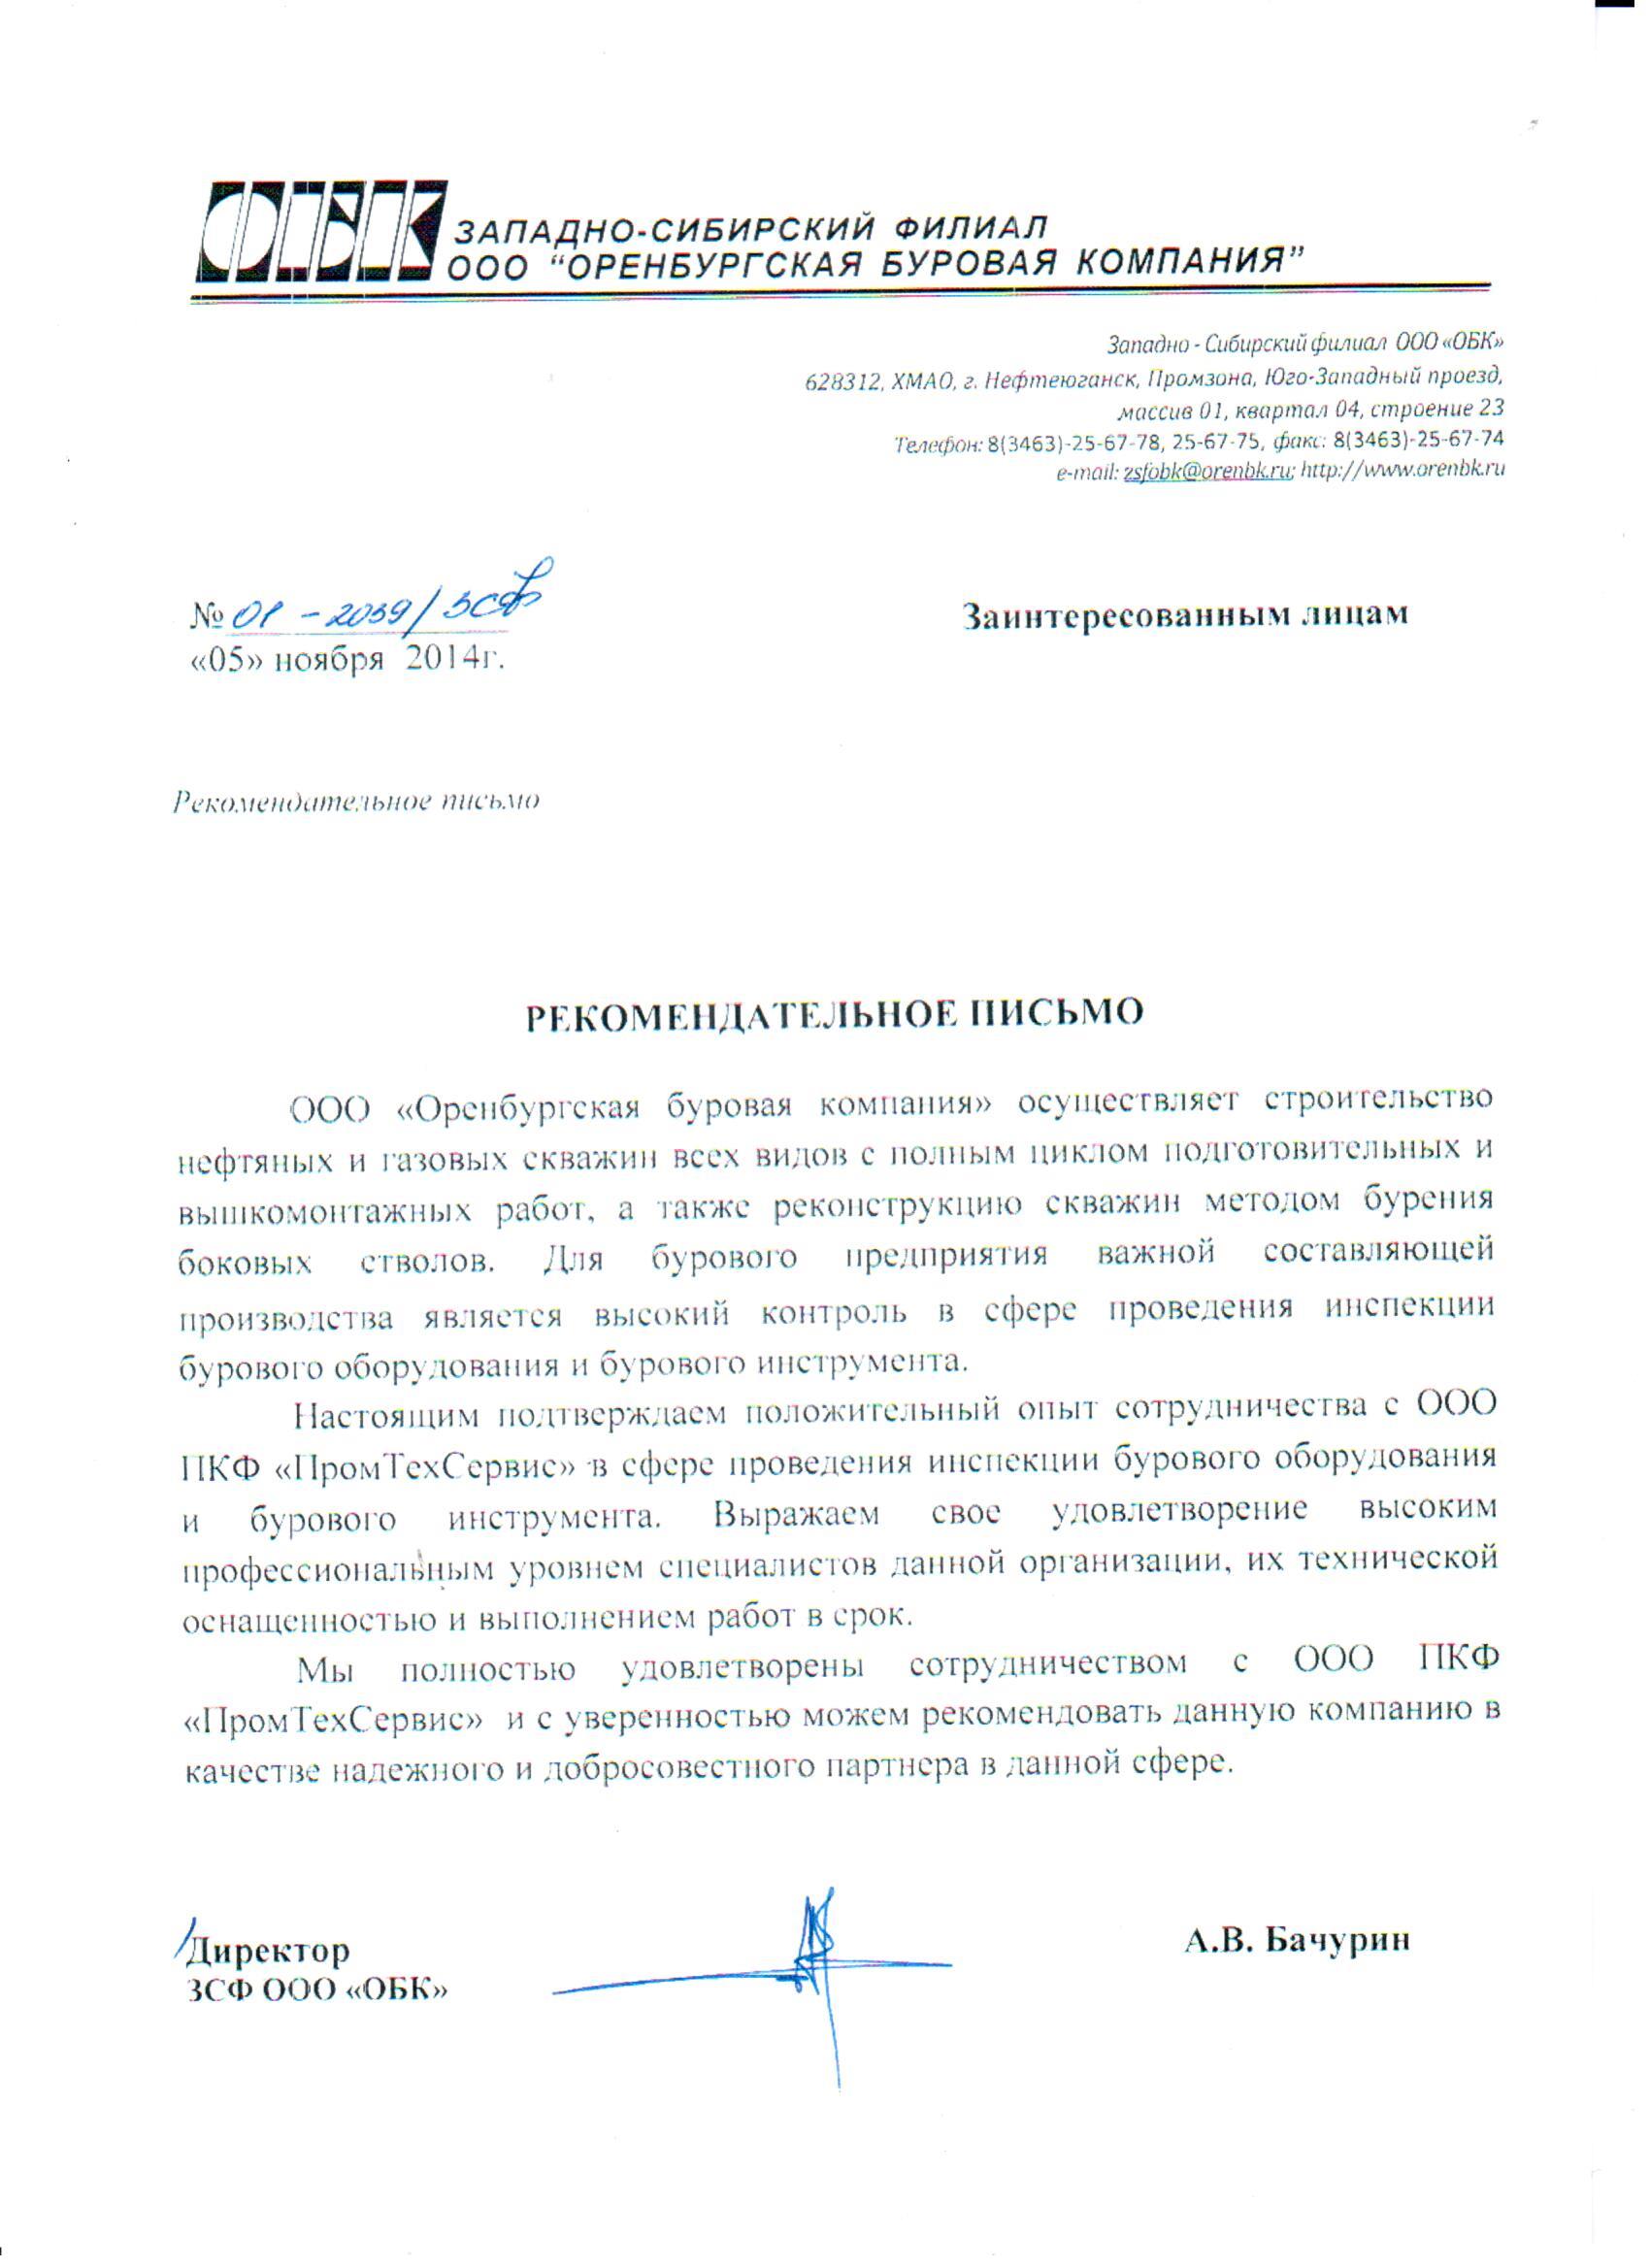 ОБК ЗАПАДНО-СИБИРСКИЙ ФИЛИАЛ
ООО “ОРЕНБУРГСКАЯ БУРОВАЯ КОМПАНИЯ”
Западно - Сибирский филиал ООО «ОБК»
628312, ХМАО, г. Нефтеюганск, Промзона, Юго-Западный проезд,
массив 01, квартал 04, строение 23
Телефон: 8(3463)-25-67-78, 25-67-75, факс: 8(3463)-25-67-74
e-mail: zsfobk@orenbk.ru; http://www.orenbk.ru
№ 01 - 2039/ЗСФ
Заинтересованным лицам
«05» ноября 2014г.
Рекомендательное письмо
РЕКОМЕНДАТЕЛЬНОЕ ПИСЬМО
ООО «Оренбургская буровая компания» осуществляет строительство
нефтяных и газовых скважин всех видов с полным циклом подготовительных и
вышкомонтажных работ, а также реконструкцию скважин методом бурения
боковых стволов. Для бурового предприятия важной составляющей
производства является высокий контроль в сфере проведения инспекции
бурового оборудования и бурового инструмента.
Настоящим подтверждаем положительный опыт сотрудничества с ООО
ПКФ «ПромТехСервис» в сфере проведения инспекции бурового оборудования
и бурового инструмента. Выражаем свое удовлетворение высоким
профессиональным уровнем специалистов данной организации, их технической
оснащенностью и выполнением работ в срок.
Мы полностью удовлетворены сотрудничеством с ООО ПКФ
«ПромТехСервис» и с уверенностью можем рекомендовать данную компанию в
качестве надежного и добросовестного партнера в данной сфере.
Директор
ЗСФ ООО «ОБК»
А.В. Бачурин